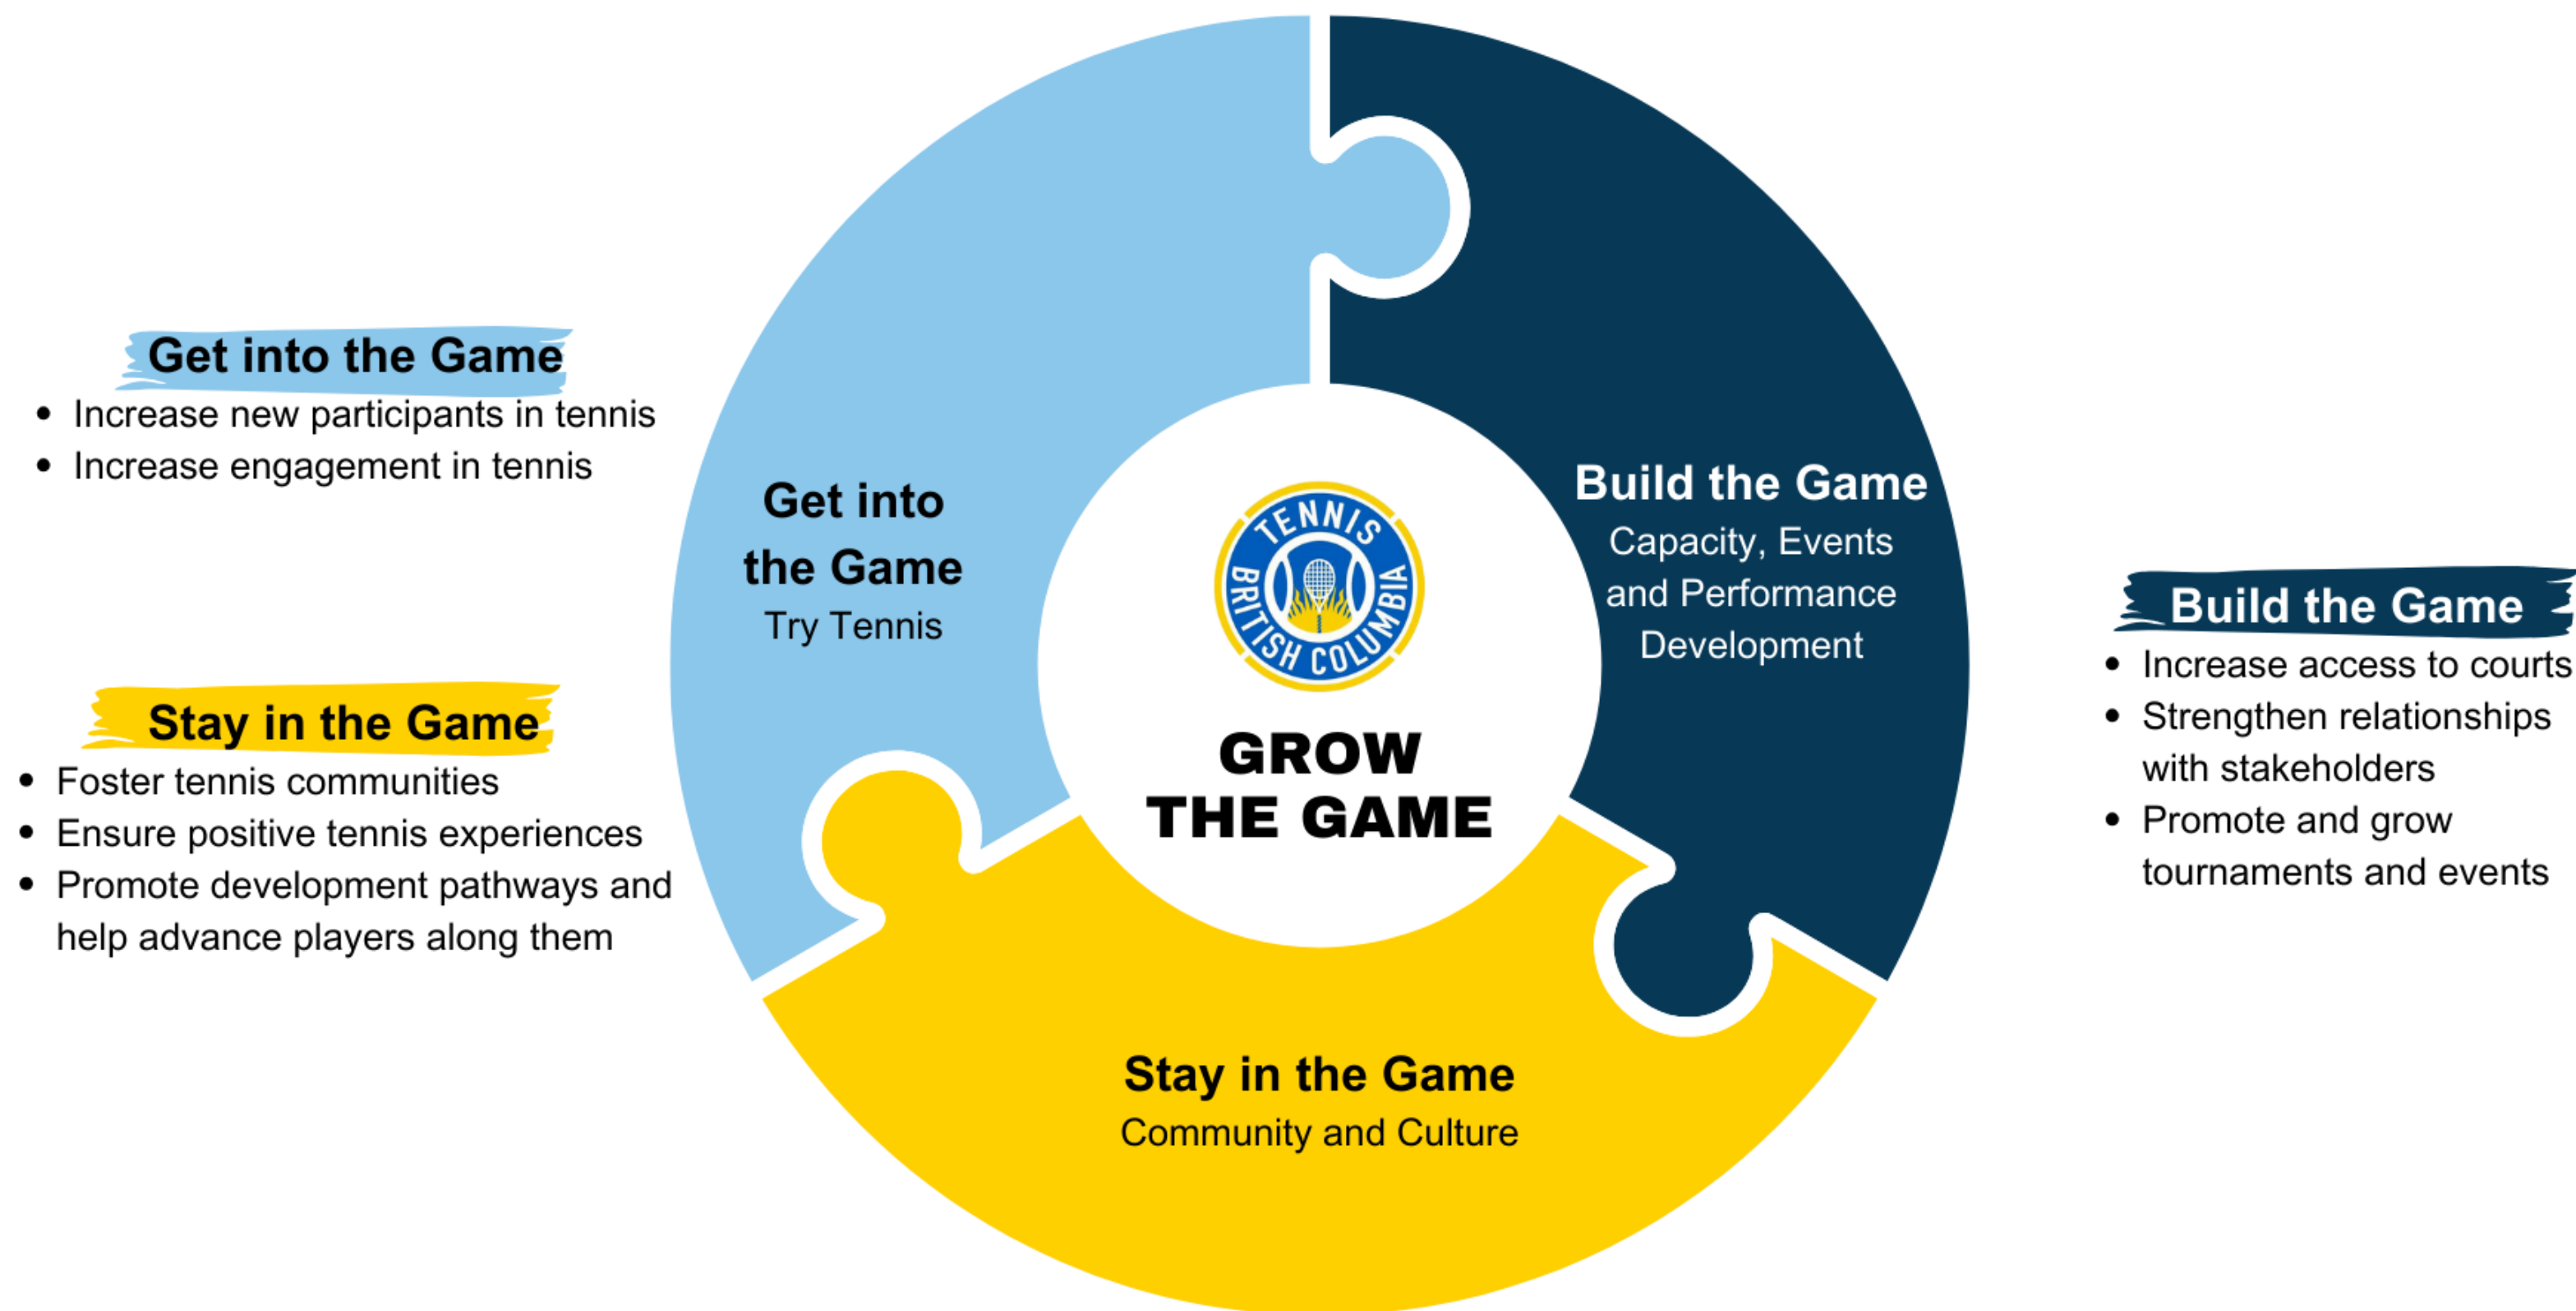 Get into the Game
• Increase new participants in tennis
• Increase engagement in tennis
Stay in the Game
• Foster tennis communities
• Ensure positive tennis experiences
• Promote development pathways and
help advance players along them
Get into
the Game
Try Tennis
TENNIS
BRITISH COLUMBIA
GROW
THE GAME
Build the Game
Capacity, Events
and Performance
Development
Stay in the Game
Community and Culture
Build the Game
• Increase access to courts
• Strengthen relationships
with stakeholders
• Promote and grow
tournaments and events